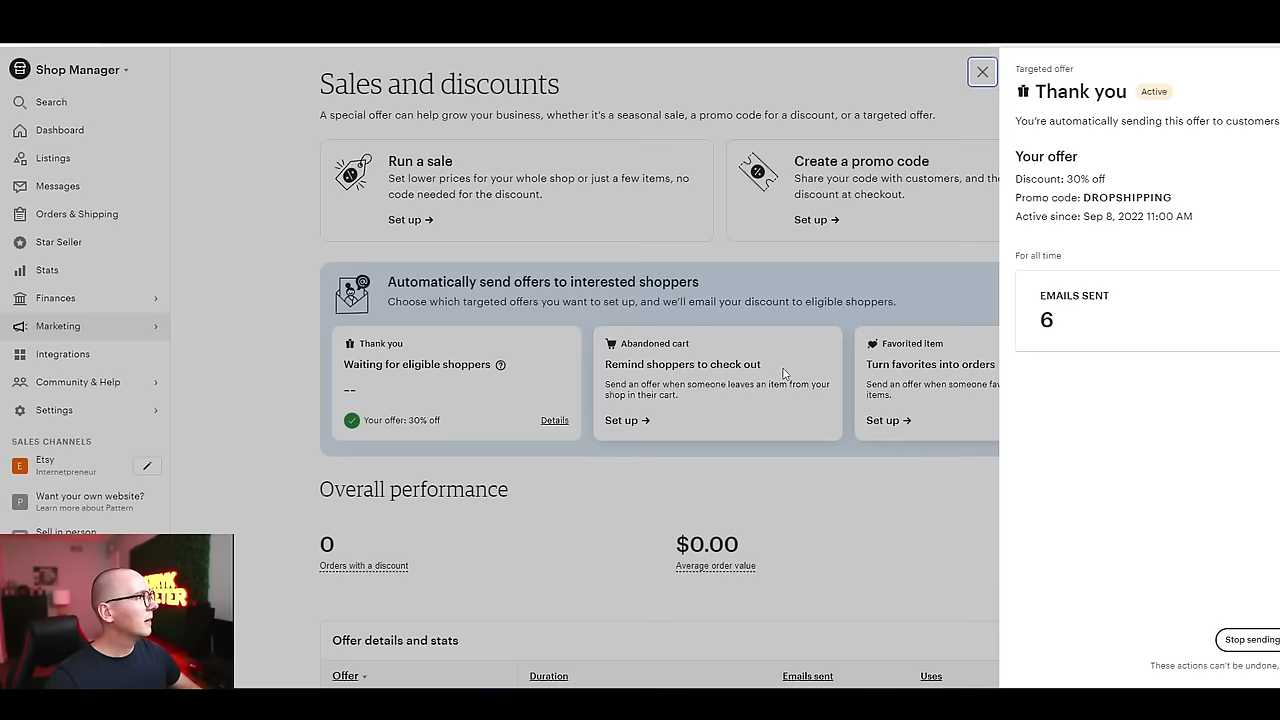 Shop Manager
Search
Dashboard
Listings
Messages
Orders & Shipping
Star Seller
Stats
Finances
Marketing
Integrations
Community & Help
Settings
SALES CHANNELS
E
Etsy
Internetpreneur
P
Want your own website?
Learn more about Pattern
Sell in person
Sales and discounts
A special offer can help grow your business, whether it's a seasonal sale, a promo code for a discount, or a targeted offer.
Run a sale
Set lower prices for your whole shop or just a few items, no
code needed for the discount.
Set up →
Create a promo code
Share your code with customers, and the
discount at checkout.
Set up →
Automatically send offers to interested shoppers
Choose which targeted offers you want to set up, and we'll email your discount to eligible shoppers.
Thank you
Waiting for eligible shoppers
--
Your offer: 30% off
Details
Abandoned cart
Remind shoppers to check out
Send an offer when someone leaves an item from your
shop in their cart.
Set up →
Favorited item
Turn favorites into orders
Send an offer when someone fav
items.
Set up →
Overall performance
0
Orders with a discount
$0.00
Average order value
Offer details and stats
Offer
Duration
Emails sent
Uses
Targeted offer
Thank you
Active
You're automatically sending this offer to customers
Your offer
Discount: 30% off
Promo code: DROPSHIPPING
Active since: Sep 8, 2022 11:00 AM
For all time
EMAILS SENT
6
Stop sending
These actions can't be undone,